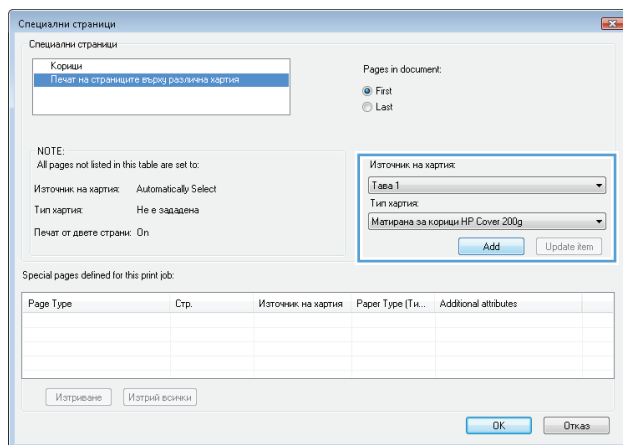 Специални страници
Специални страници
Корици
Печат на страниците върху различна хартия
Pages in document:
First
Last
NOTE:
All pages not listed in this table are set to:
Източник на хартия: Automatically Select
Тип хартия: Не е зададена
Печат от двете страни: On
Източник на хартия:
Тава 1
Тип хартия:
Матирана за корици HP Cover 200g
Add Update item
Special pages defined for this print job:
Page Type Стр. Източник на хартия Paper Type (Ти... Additional attributes
Изтриване Изтрий всички
OK Отказ